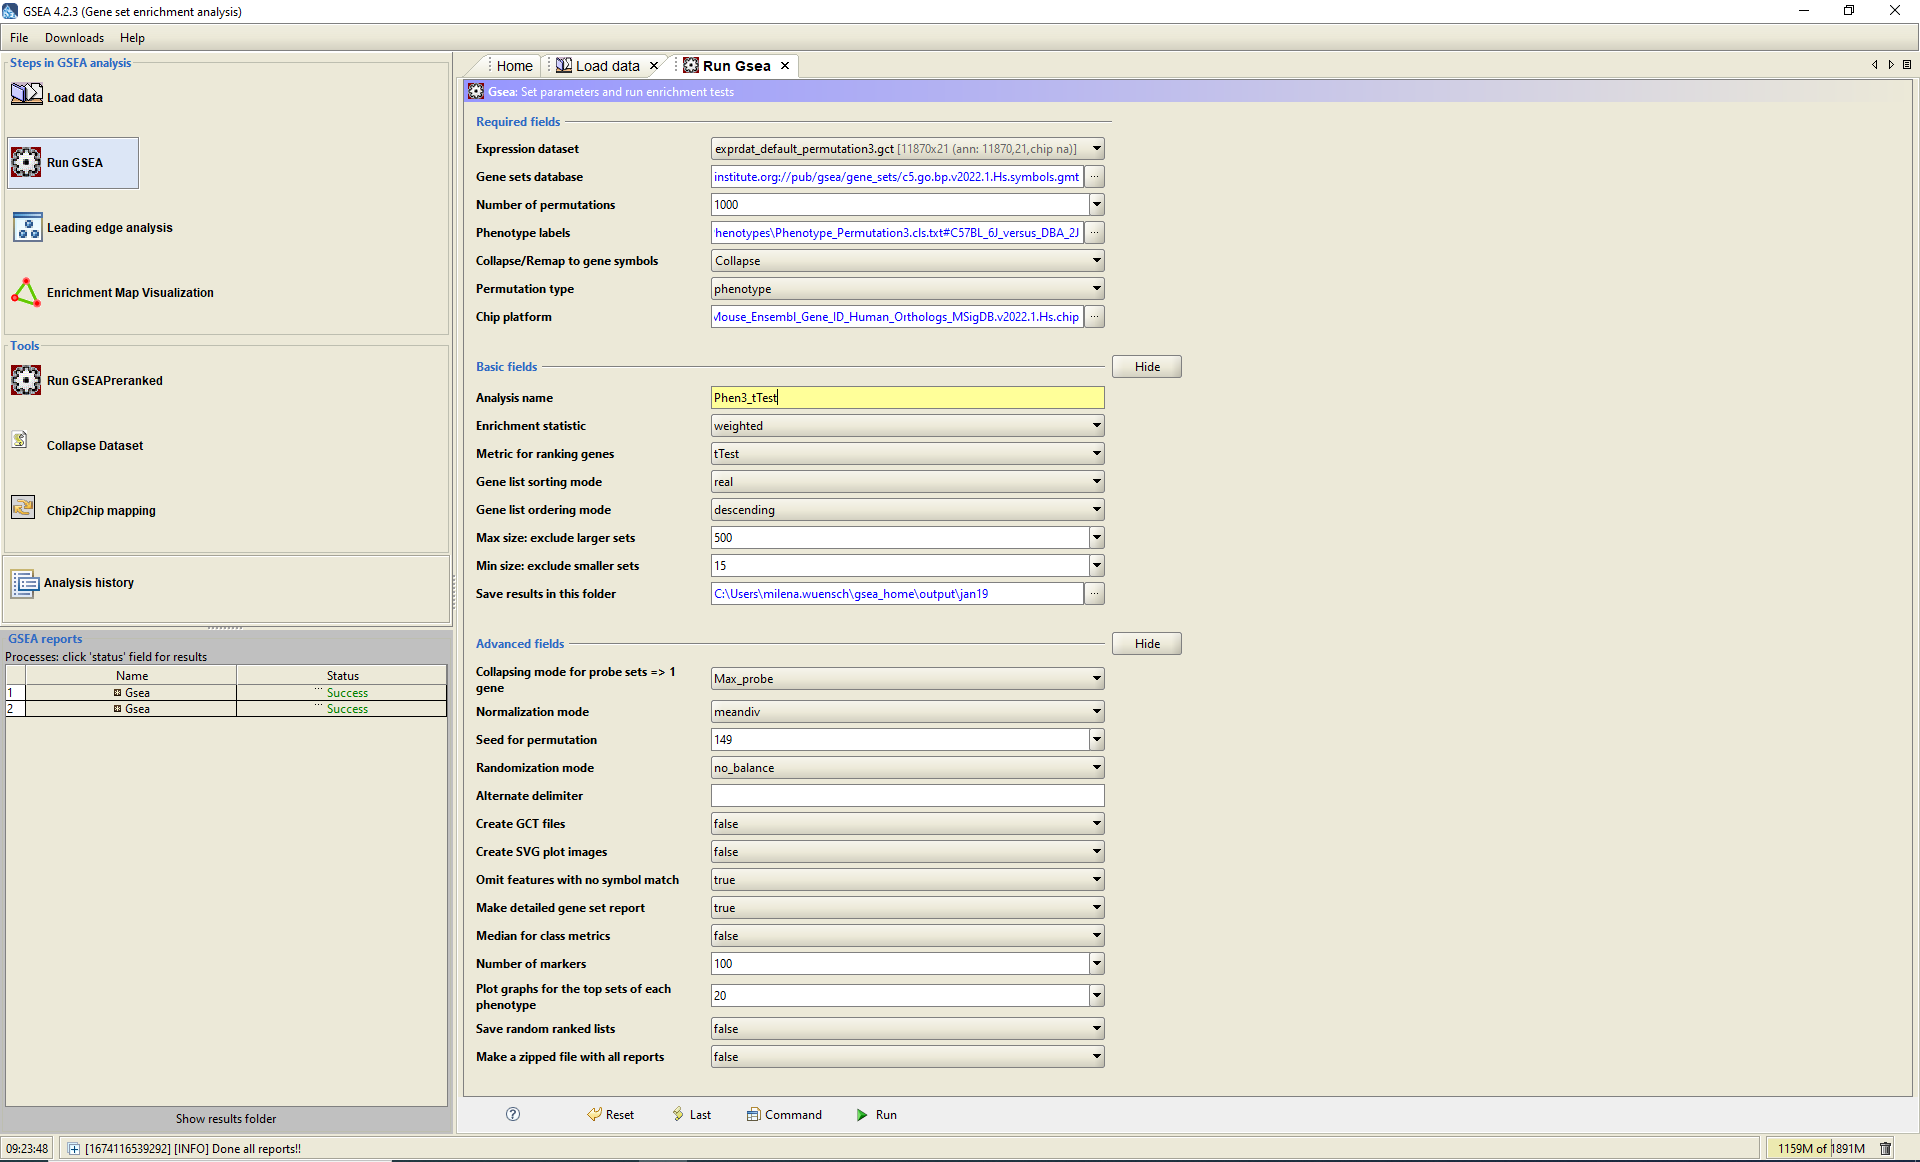 GSEA 4.2.3 (Gene set enrichment analysis)
File Downloads Help
Steps in GSEA analysis
Load data
Run GSEA
Leading edge analysis
Enrichment Map Visualization
Tools
Run GSEAPreranked
Collapse Dataset
Chip2Chip mapping
Analysis history
GSEA reports
Processes: click 'status' field for results
Name Status
1 Gsea ... Success
2 Gsea ... Success
Show results folder
Home Load data Run Gsea
Gsea: Set parameters and run enrichment tests
Required fields
Expression dataset exprdat_default_permutation3.gct [11870x21 (ann: 11870,21,chip na)]
Gene sets database institute.org://pub/gsea/gene_sets/c5.go.bp.v2022.1.Hs.symbols.gmt ...
Number of permutations 1000
Phenotype labels henotypes\Phenotype_Permutation3.cls.txt#C57BL_6J_versus_DBA_2J ...
Collapse/Remap to gene symbols Collapse
Permutation type phenotype
Chip platform Mouse_Ensembl_Gene_ID_Human_Orthologs_MSigDB.v2022.1.Hs.chip ...
Basic fields Hide
Analysis name Phen3_tTest
Enrichment statistic weighted
Metric for ranking genes tTest
Gene list sorting mode real
Gene list ordering mode descending
Max size: exclude larger sets 500
Min size: exclude smaller sets 15
Save results in this folder C:\Users\milena.wuensch\gsea_home\output\jan19 ...
Advanced fields Hide
Collapsing mode for probe sets => 1
gene Max_probe
Normalization mode meandiv
Seed for permutation 149
Randomization mode no_balance
Alternate delimiter
Create GCT files false
Create SVG plot images false
Omit features with no symbol match true
Make detailed gene set report true
Median for class metrics false
Number of markers 100
Plot graphs for the top sets of each
phenotype 20
Save random ranked lists false
Make a zipped file with all reports false
? Reset Last Command Run
09:23:48 [1674116539292] [INFO] Done all reports!! 1159M of 1891M